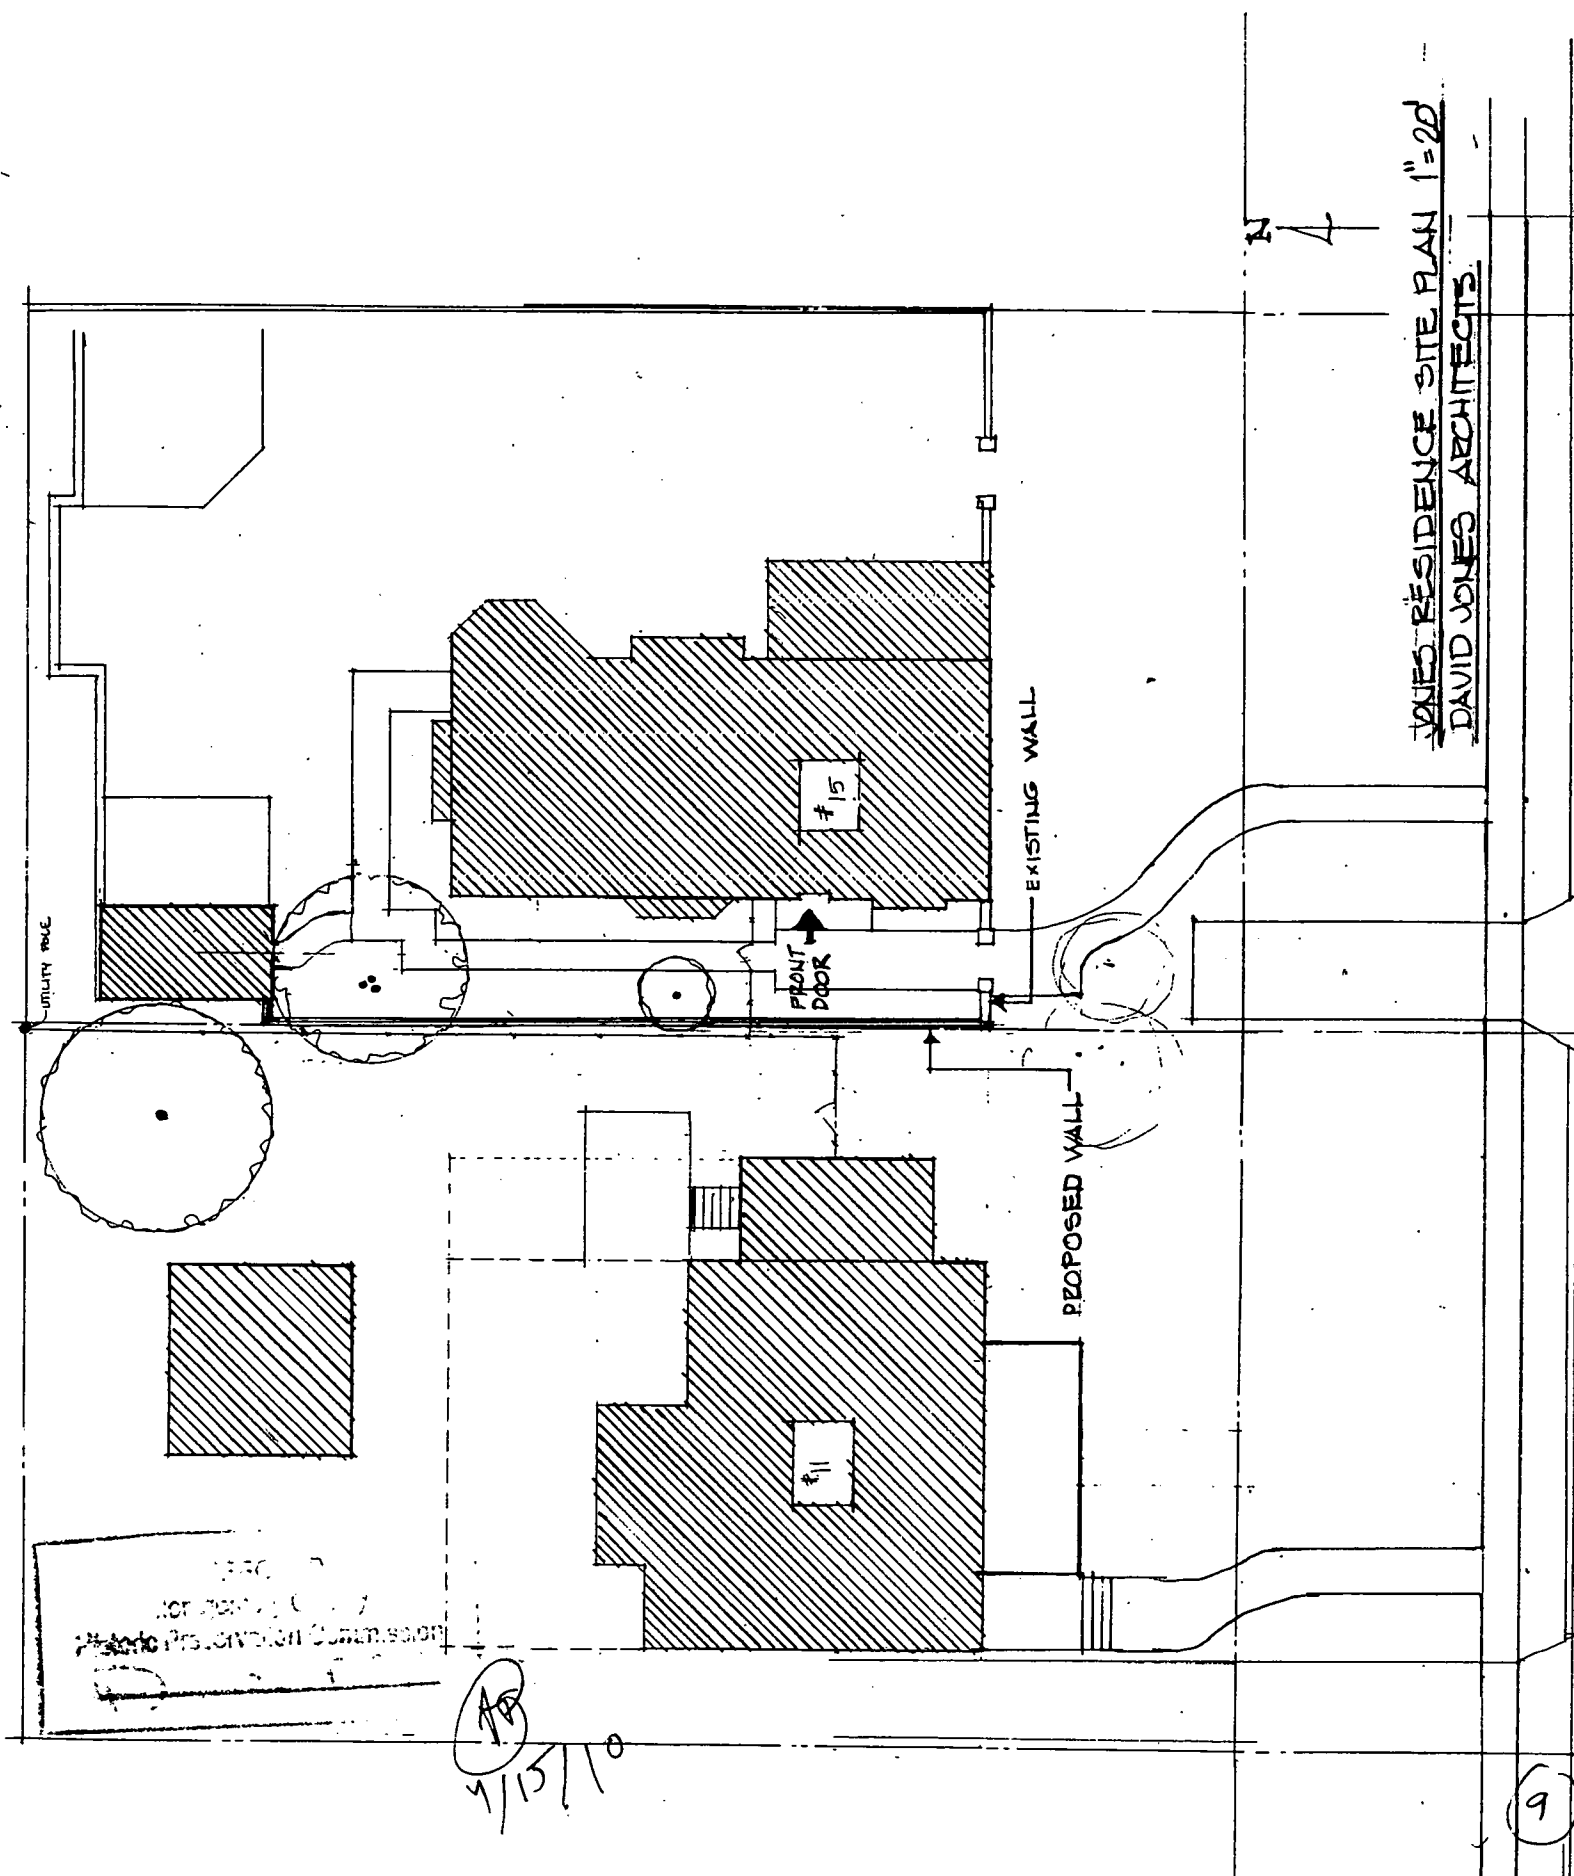 JONES RESIDENCE SITE PLAN 1"=20'
DAVID JONES ARCHITECTS
N
UTILITY POLE
#15
EXISTING WALL
FRONT
DOOR
PROPOSED WALL
#11
Historic Preservation Commission
4/15/10
9